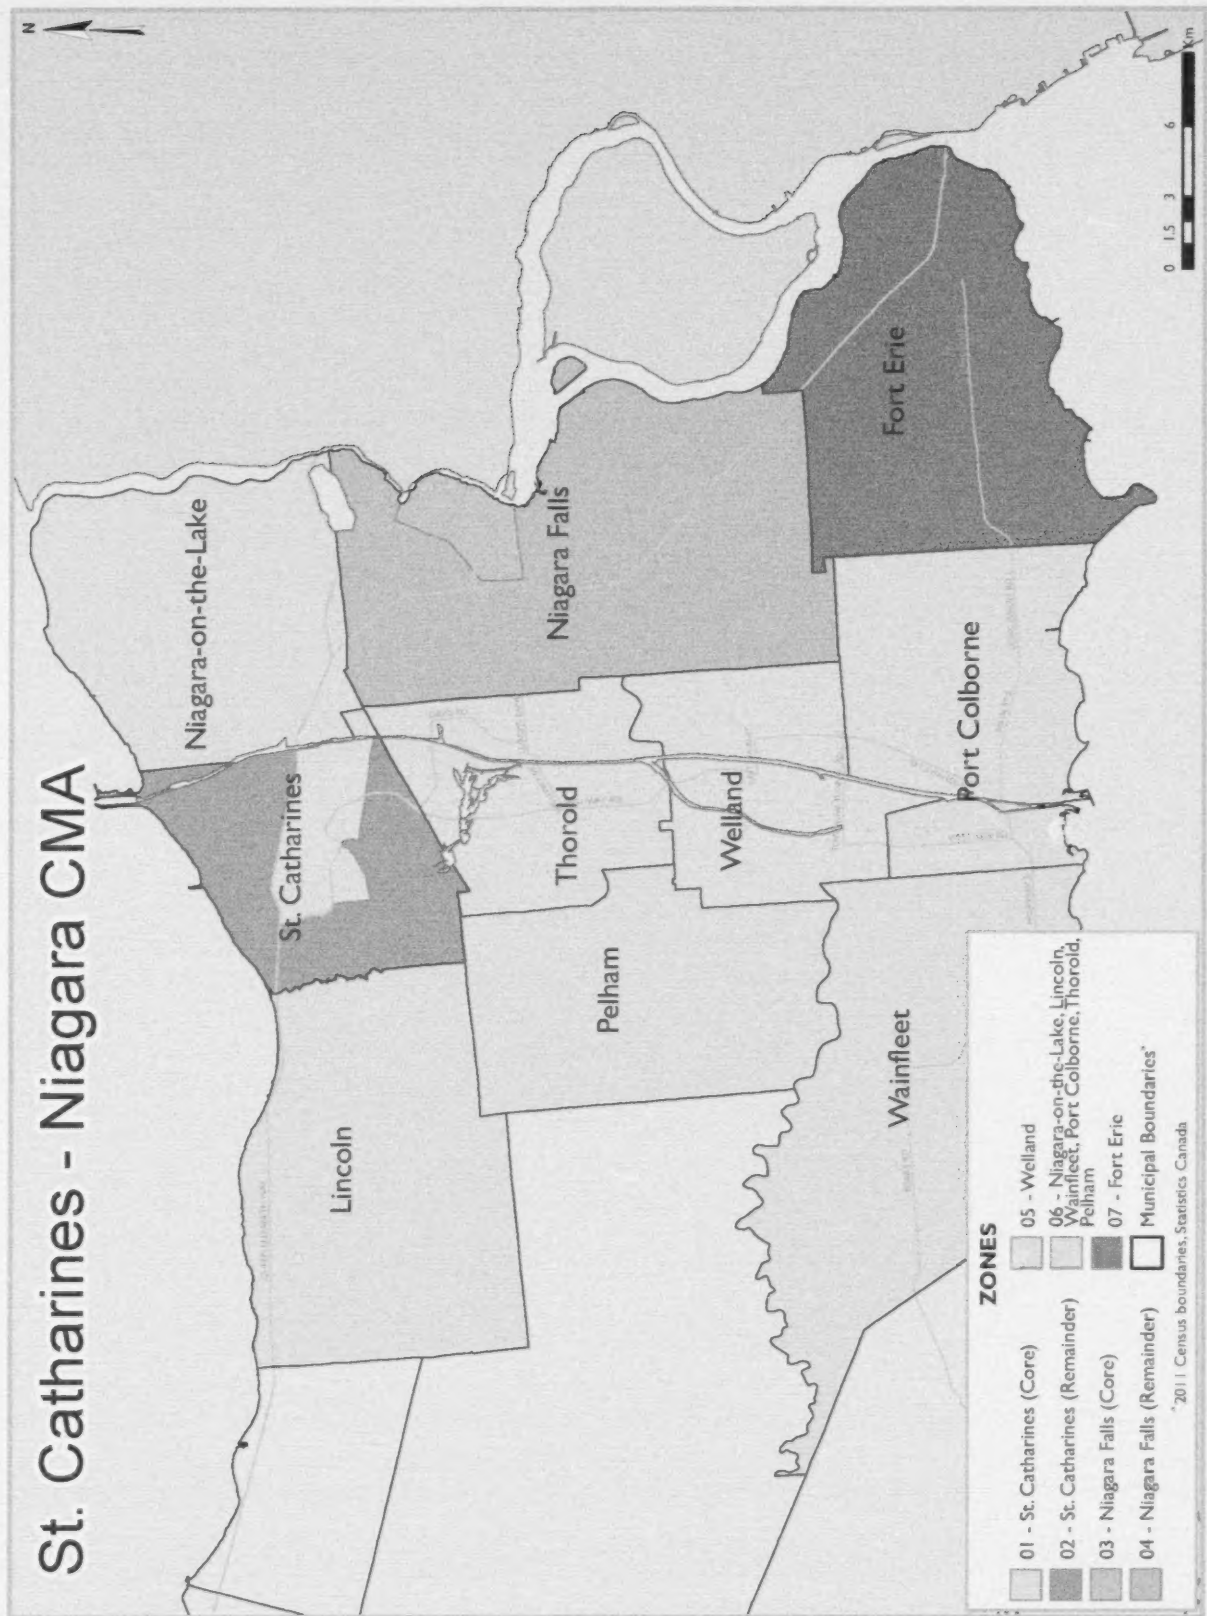 St. Catharines - Niagara CMA
N
Niagara-on-the-Lake
St. Catharines
Lincoln
Niagara Falls
Thorold
Pelham
Welland
Fort Erie
Port Colborne
Wainfleet
ZONES
01 - St. Catharines (Core)
02 - St. Catharines (Remainder)
03 - Niagara Falls (Core)
04 - Niagara Falls (Remainder)
05 - Welland
06 - Niagara-on-the-Lake, Lincoln,
Wainfleet, Port Colborne, Thorold,
Pelham
07 - Fort Erie
Municipal Boundaries*
*2011 Census boundaries, Statistics Canada
0 1.5 3 6 9
Km